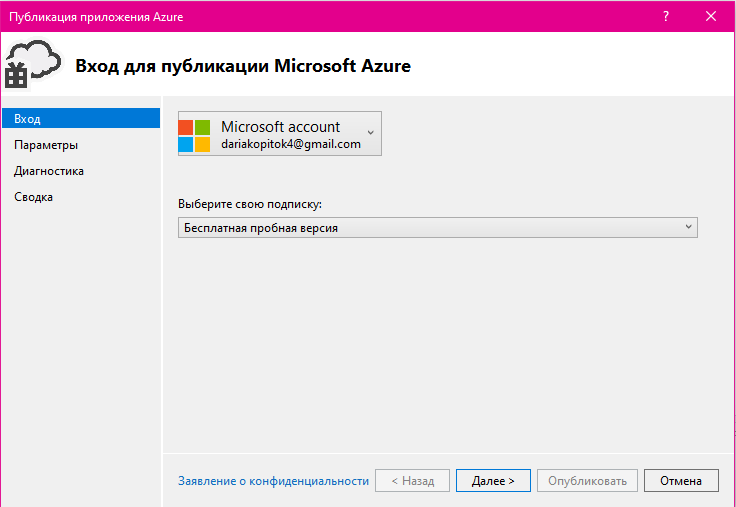 Публикация приложения Azure
?
Вход для публикации Microsoft Azure
Вход
Параметры
Диагностика
Сводка
Microsoft account
dariakopitok4@gmail.com
Выберите свою подписку:
Бесплатная пробная версия
Заявление о конфиденциальности
< Назад
Далее >
Опубликовать
Отмена